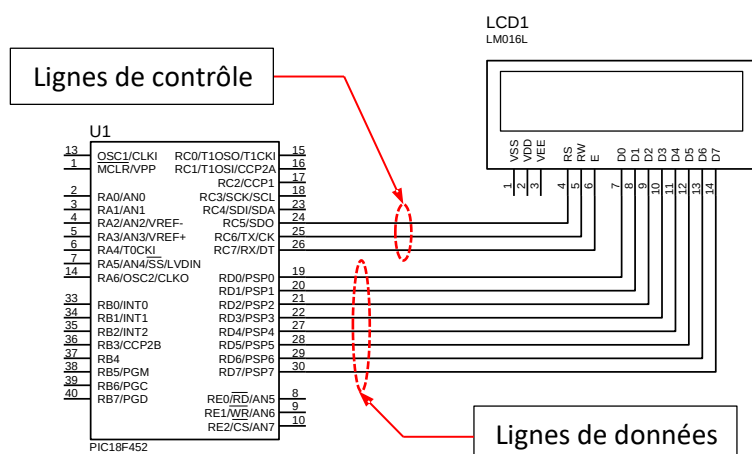 LCD1
LM016L
Lignes de contrôle
VSS VDD VEE RS RW E D0 D1 D2 D3 D4 D5 D6 D7
1 2 3 4 5 6 7 8 9 10 11 12 13 14
U1
13 OSC1/CLKI RC0/T1OSO/T1CKI 15
1 MCLR/VPP RC1/T1OSI/CCP2A 16
RC2/CCP1 17
2 RA0/AN0 RC3/SCK/SCL 18
3 RA1/AN1 RC4/SDI/SDA 23
4 RA2/AN2/VREF- RC5/SDO 24
5 RA3/AN3/VREF+ RC6/TX/CK 25
6 RA4/T0CKI RC7/RX/DT 26
7 RA5/AN4/SS/LVDIN
14 RA6/OSC2/CLKO RD0/PSP0 19
RD1/PSP1 20
33 RB0/INT0 RD2/PSP2 21
34 RB1/INT1 RD3/PSP3 22
35 RB2/INT2 RD4/PSP4 27
36 RB3/CCP2B RD5/PSP5 28
37 RB4 RD6/PSP6 29
38 RB5/PGM RD7/PSP7 30
39 RB6/PGC
40 RB7/PGD RE0/RD/AN5 8
RE1/WR/AN6 9
RE2/CS/AN7 10
PIC18F452
Lignes de données